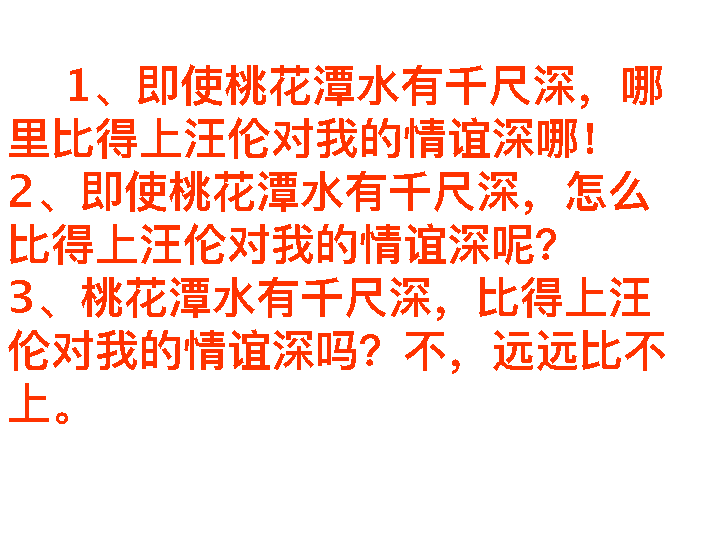 1、即使桃花潭水有千尺深，哪
里比得上汪伦对我的情谊深哪！
2、即使桃花潭水有千尺深，怎么
比得上汪伦对我的情谊深呢？
3、桃花潭水有千尺深，比得上汪
伦对我的情谊深吗？不，远远比不
上。